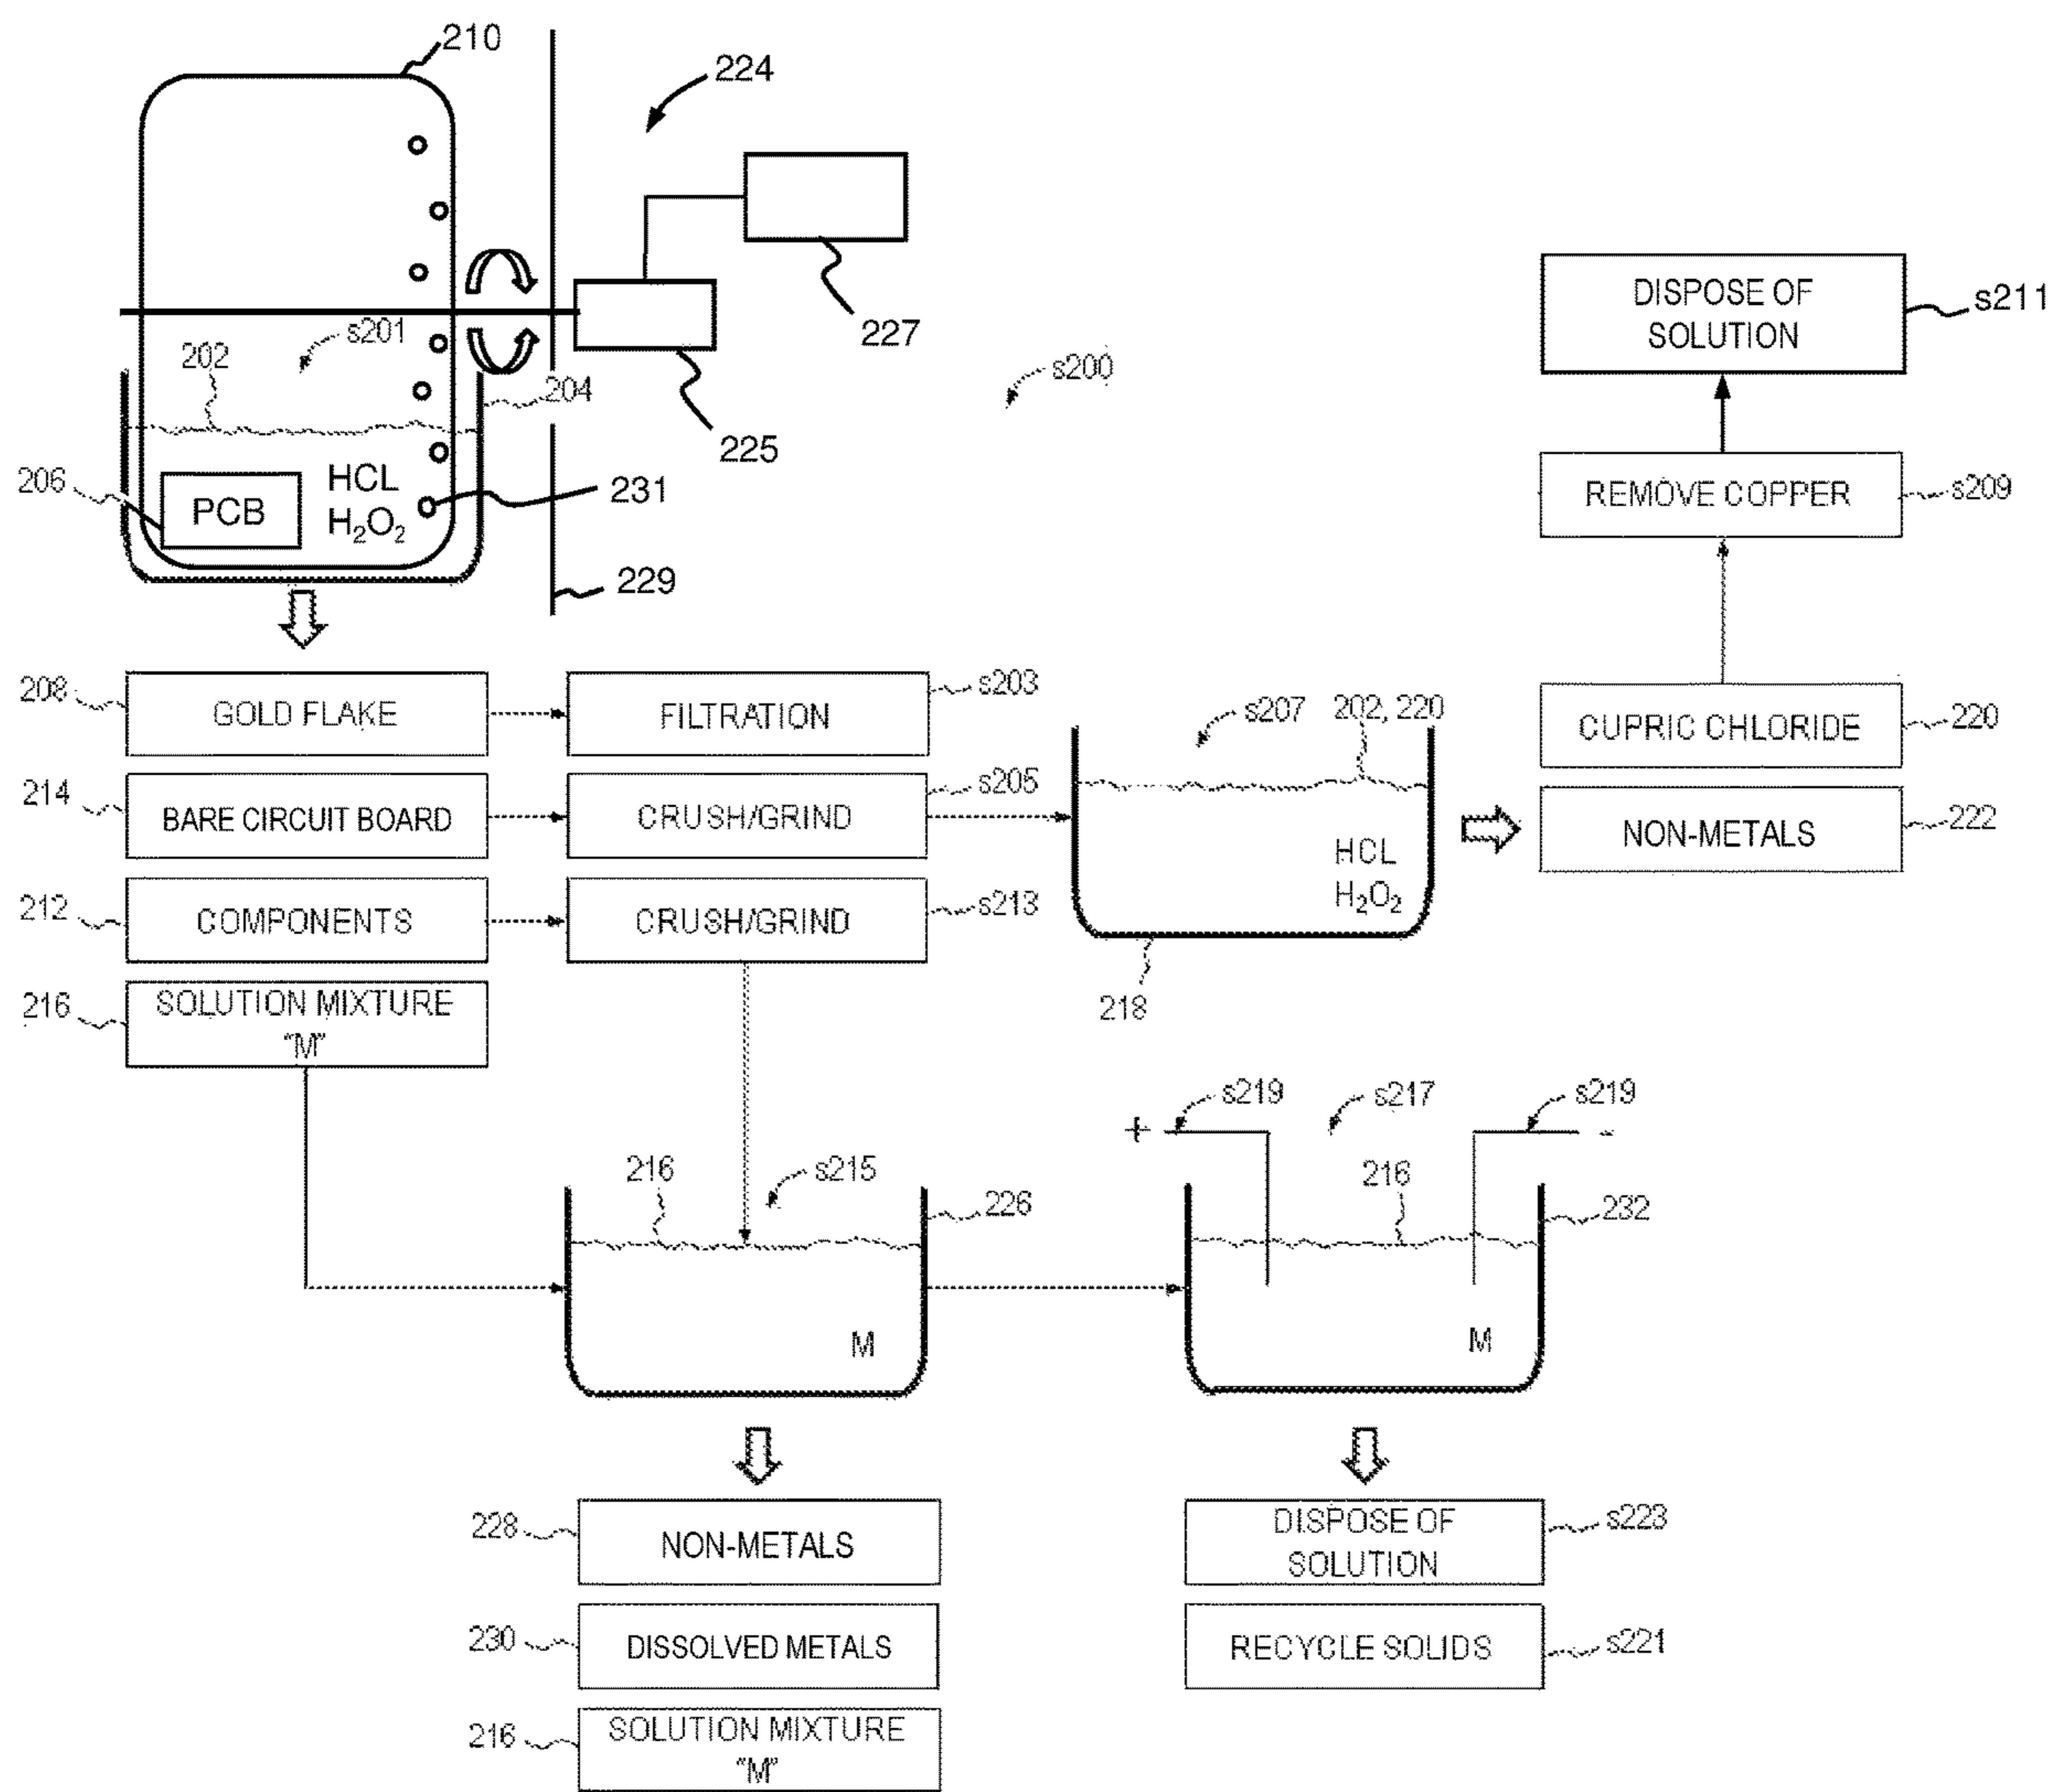 210
224
227
s201
202
204
225
s200
206
PCB
HCL
H₂O₂
231
229
DISPOSE OF
SOLUTION
s211
REMOVE COPPER
s209
208
GOLD FLAKE
FILTRATION
s203
s207
202, 220
CUPRIC CHLORIDE
220
214
BARE CIRCUIT BOARD
CRUSH/GRIND
s205
HCL
H₂O₂
NON-METALS
222
212
COMPONENTS
CRUSH/GRIND
s213
218
216
SOLUTION MIXTURE
"M"
s219
s217
s219
+
-
216
s215
226
216
232
M
M
228
NON-METALS
DISPOSE OF
SOLUTION
s223
230
DISSOLVED METALS
RECYCLE SOLIDS
s221
216
SOLUTION MIXTURE
"M"